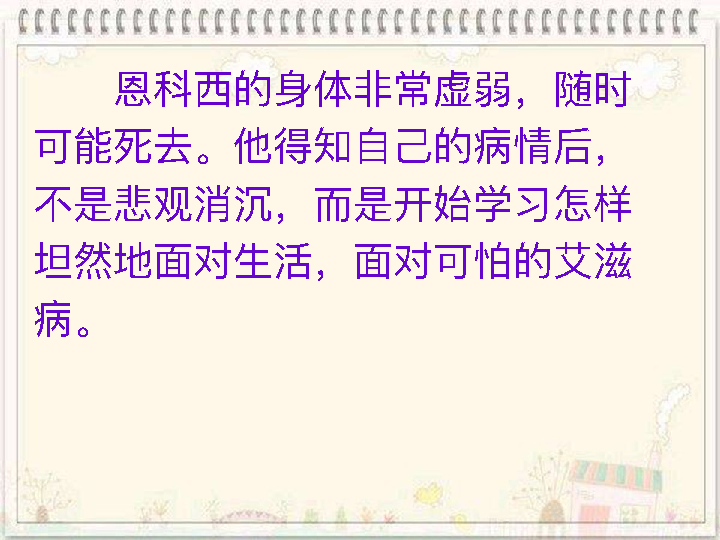 恩科西的身体非常虚弱，随时
可能死去。他得知自己的病情后，
不是悲观消沉，而是开始学习怎样
坦然地面对生活，面对可怕的艾滋
病。